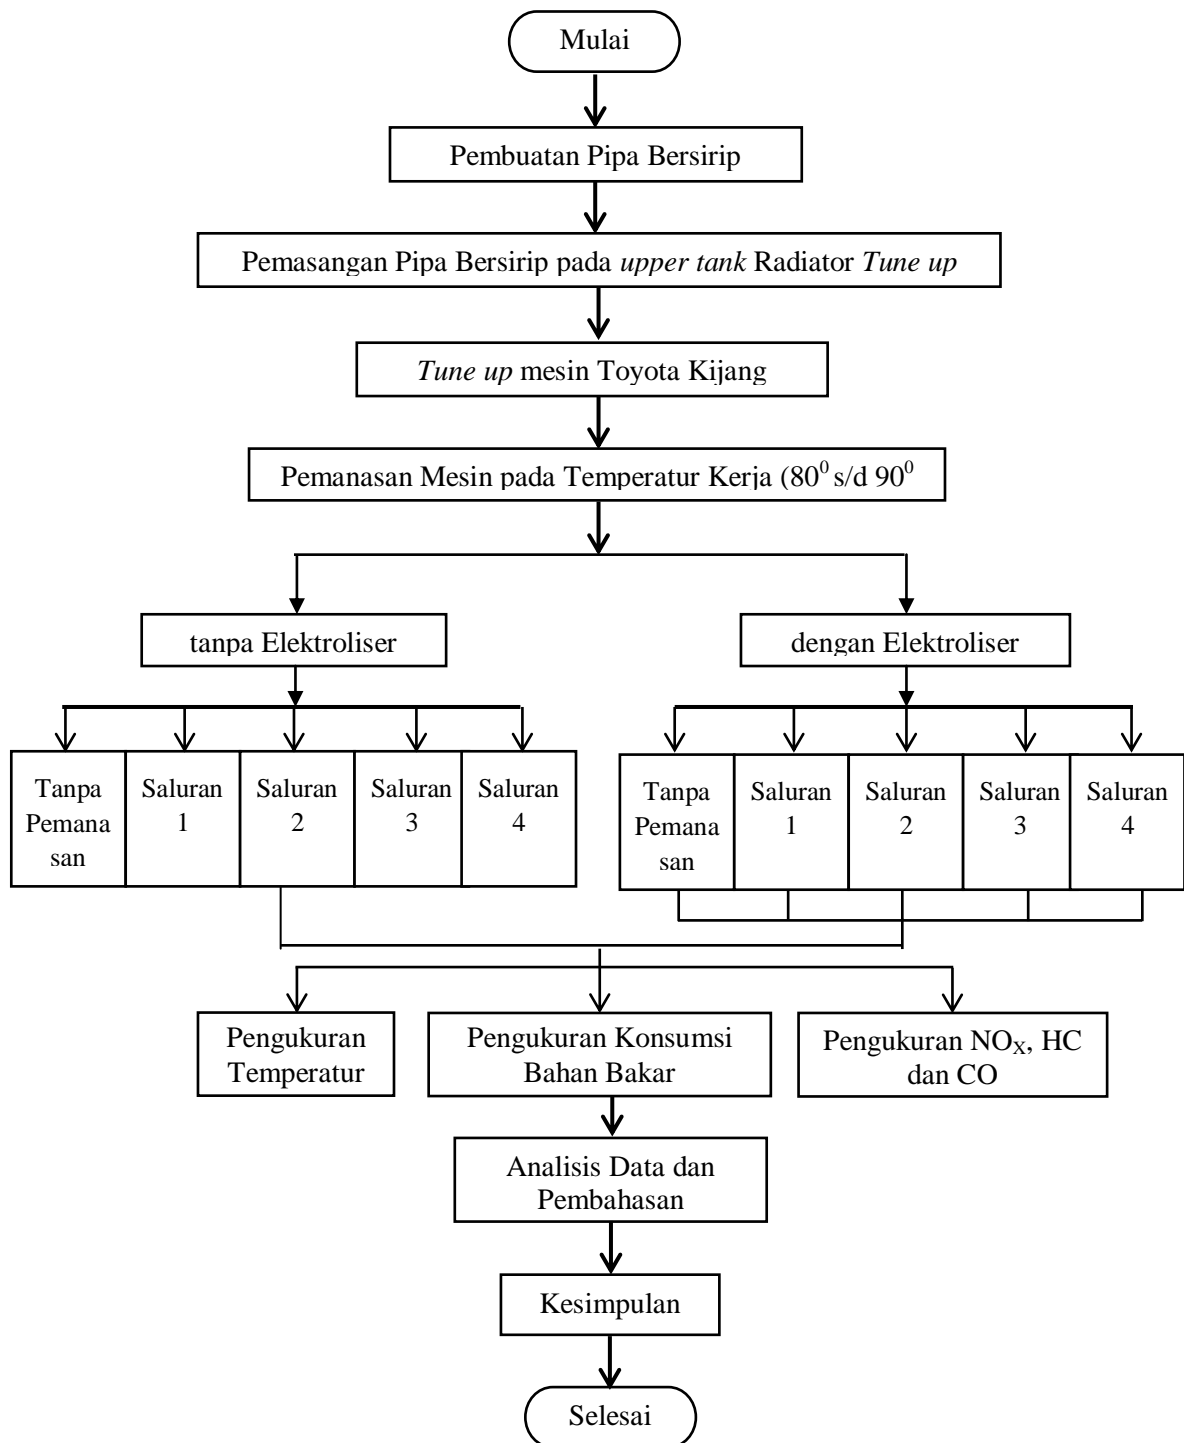 Mulai
Pembuatan Pipa Bersirip
Pemasangan Pipa Bersirip pada upper tank Radiator Tune up
Tune up mesin Toyota Kijang
Pemanasan Mesin pada Temperatur Kerja (80⁰ s/d 90⁰
tanpa Elektroliser
dengan Elektroliser
Tanpa
Pemana
san
Saluran
1
Saluran
2
Saluran
3
Saluran
4
Tanpa
Pemana
san
Saluran
1
Saluran
2
Saluran
3
Saluran
4
Pengukuran
Temperatur
Pengukuran Konsumsi
Bahan Bakar
Pengukuran NOₓ, HC
dan CO
Analisis Data dan
Pembahasan
Kesimpulan
Selesai